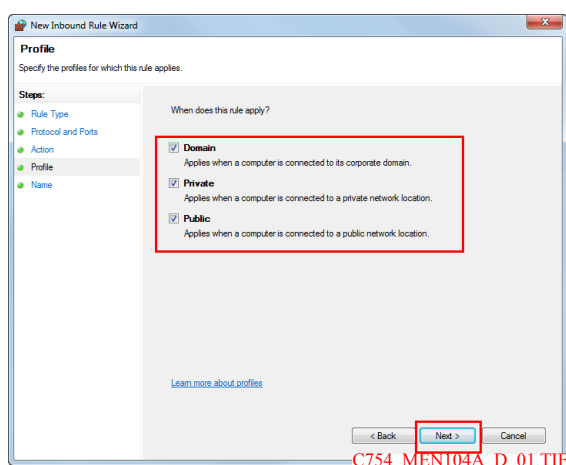 New Inbound Rule Wizard
Profile
Specify the profiles for which this rule applies.
Steps:
Rule Type
Protocol and Ports
Action
Profile
Name
When does this rule apply?
Domain
Applies when a computer is connected to its corporate domain.
Private
Applies when a computer is connected to a private network location.
Public
Applies when a computer is connected to a public network location.
Learn more about profiles
< Back
Next >
Cancel
C754_MEN104A_D_01.TIF